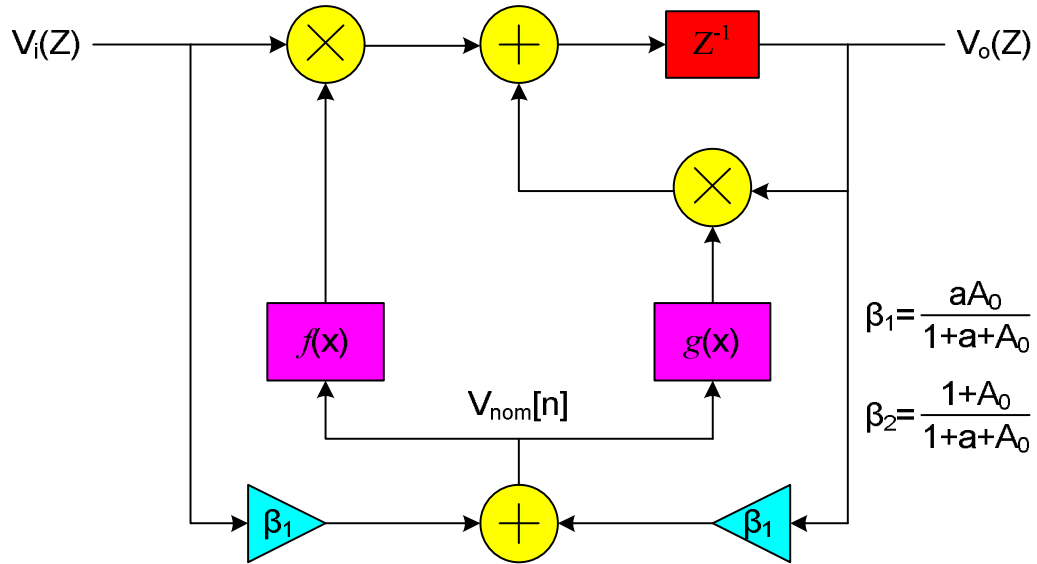 Vi(Z)
Z-1
Vo(Z)
f(x)
g(x)
β1= aA0
1+a+A0
Vnom[n]
β2= 1+A0
1+a+A0
β1
β1